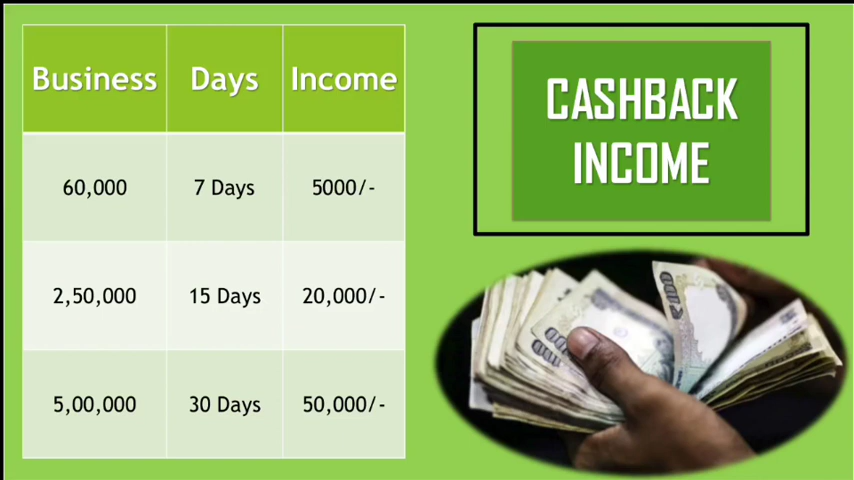 Business Days Income
60,000 7 Days 5000/-
2,50,000 15 Days 20,000/-
5,00,000 30 Days 50,000/-
CASHBACK
INCOME